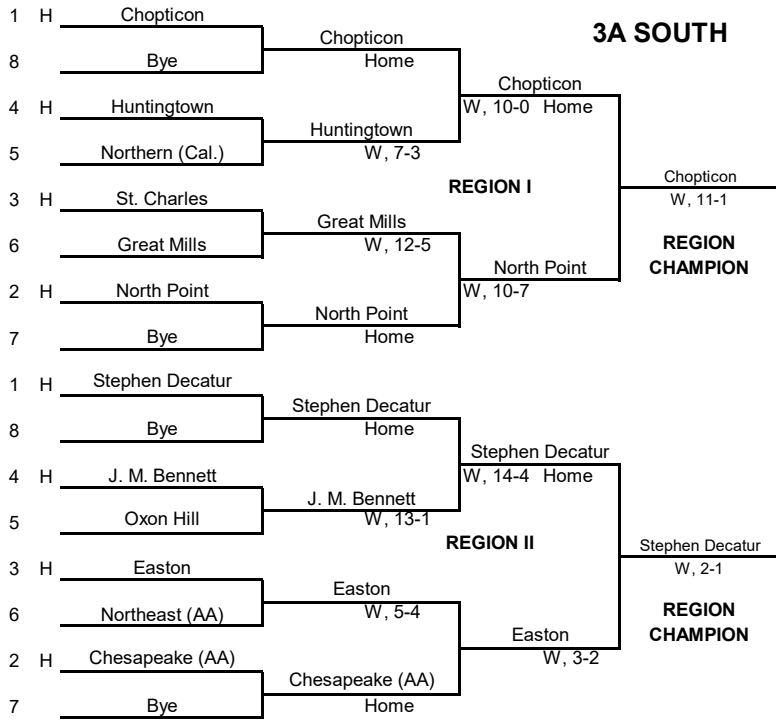 3A SOUTH
1 H Chopticon
Chopticon
8 Bye
Home
Chopticon
4 H Huntingtown
W, 10-0 Home
Huntingtown
5 Northern (Cal.)
W, 7-3
Chopticon
3 H St. Charles
REGION I
W, 11-1
Great Mills
6 Great Mills
W, 12-5
REGION
CHAMPION
North Point
2 H North Point
W, 10-7
North Point
7 Bye
Home
1 H Stephen Decatur
Stephen Decatur
8 Bye
Home
Stephen Decatur
4 H J. M. Bennett
W, 14-4 Home
J. M. Bennett
5 Oxon Hill
W, 13-1
REGION II
Stephen Decatur
3 H Easton
W, 2-1
Easton
6 Northeast (AA)
W, 5-4
REGION
CHAMPION
Easton
2 H Chesapeake (AA)
W, 3-2
Chesapeake (AA)
7 Bye
Home